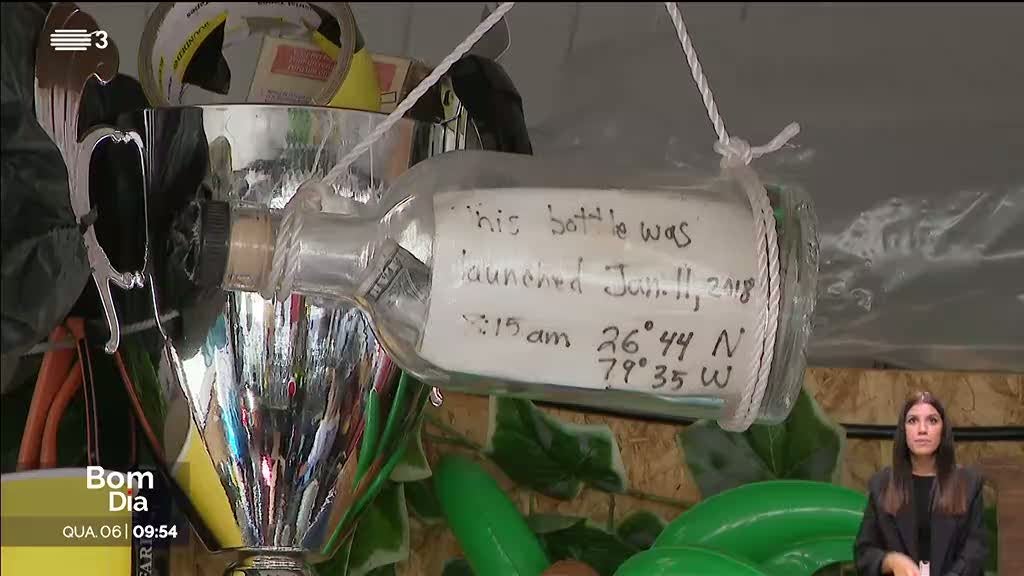 3
This bottle was
launched Jan. 11, 2018
26° 44 N
:15 am
79° 35 W
Bom
Dia
QUA. 06 | 09:54